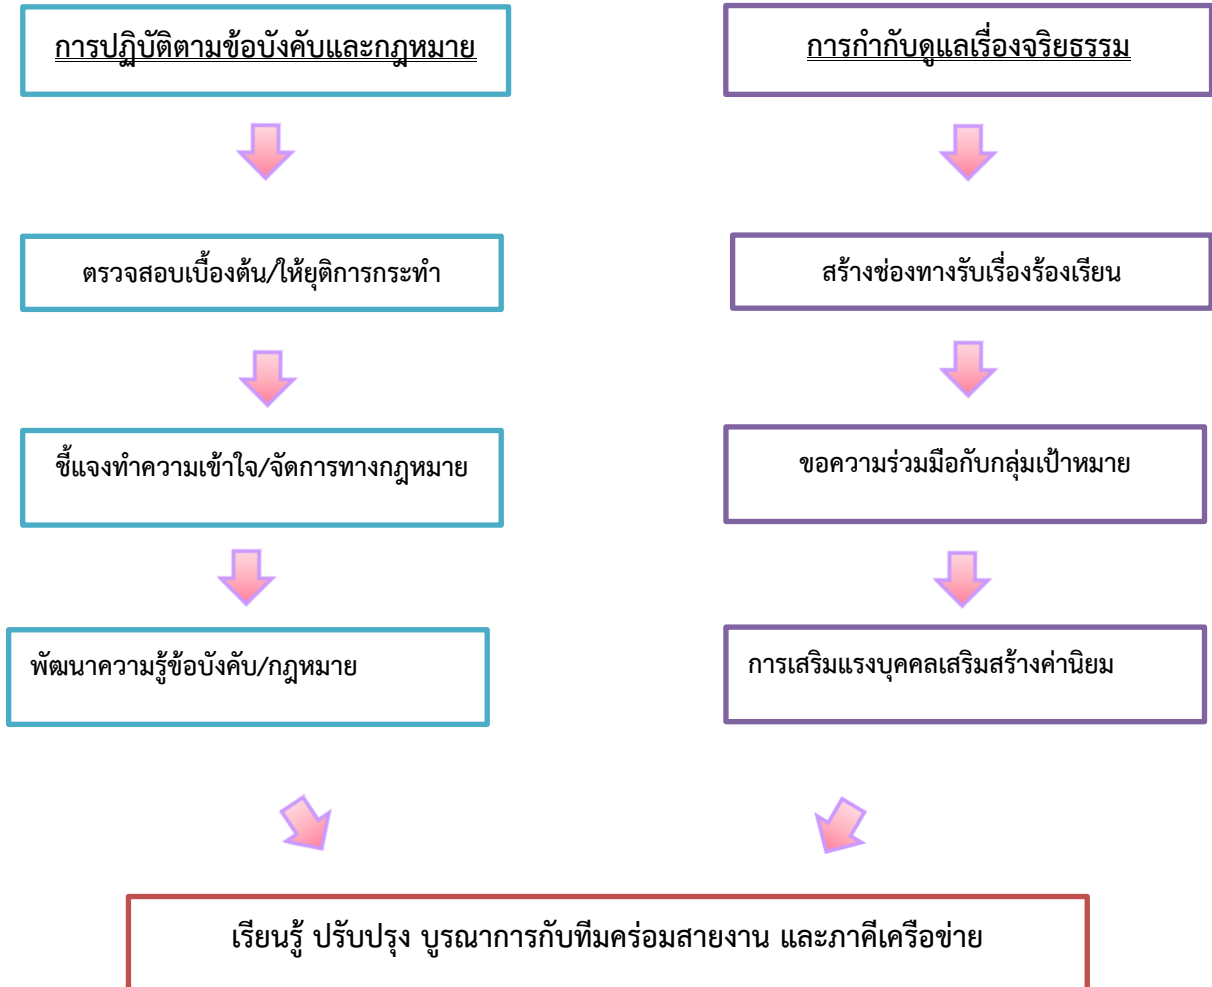 การปฏิบัติตามข้อบังคับและกฎหมาย
ตรวจสอบเบื้องต้น/ให้ยุติการกระทำ
ชี้แจงทำความเข้าใจ/จัดการทางกฎหมาย
พัฒนาความรู้ข้อบังคับ/กฎหมาย
การกำกับดูแลเรื่องจริยธรรม
สร้างช่องทางรับเรื่องร้องเรียน
ขอความร่วมมือกับกลุ่มเป้าหมาย
การเสริมแรงบุคคลเสริมสร้างค่านิยม
เรียนรู้ ปรับปรุง บูรณาการกับทีมคร่อมสายงาน และภาคีเครือข่าย